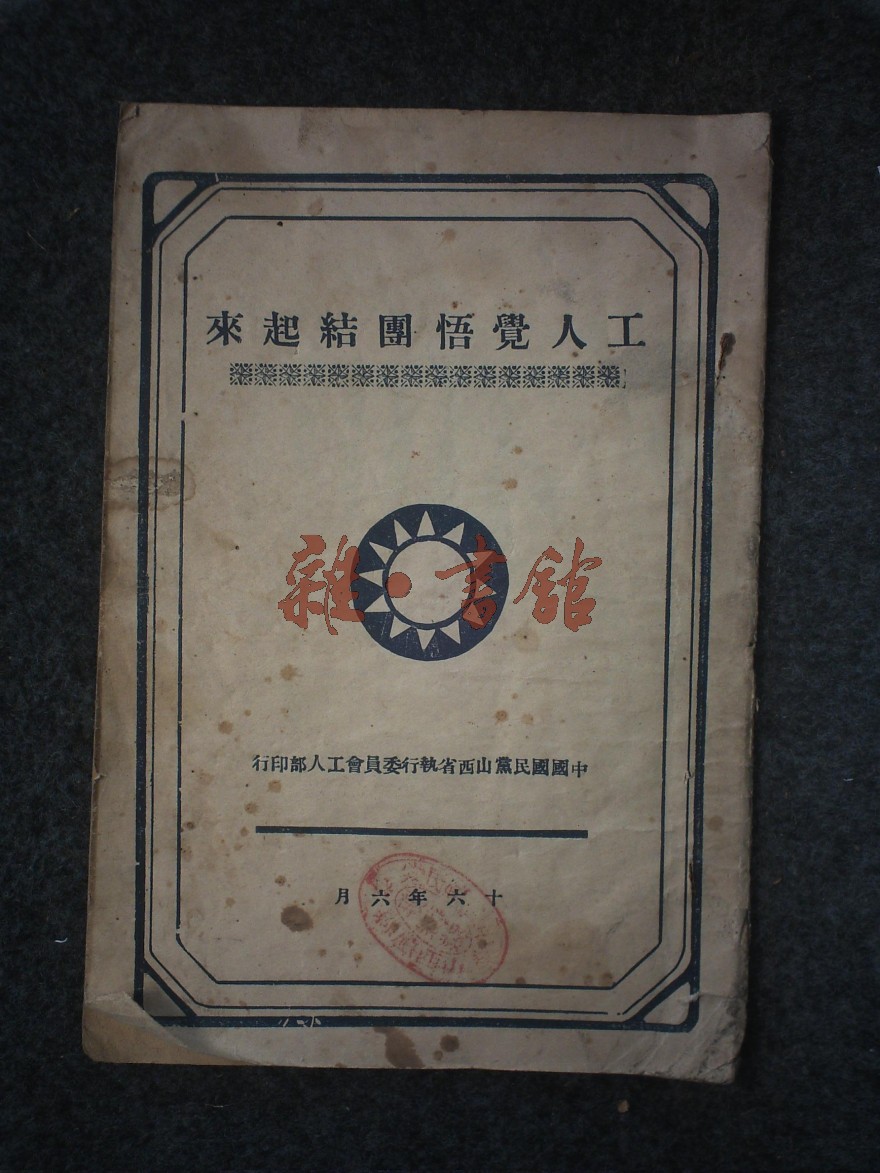 工人覺悟團結起來
雜·書館
中國國民黨山西省執行委員會工人部印行
十六年六月